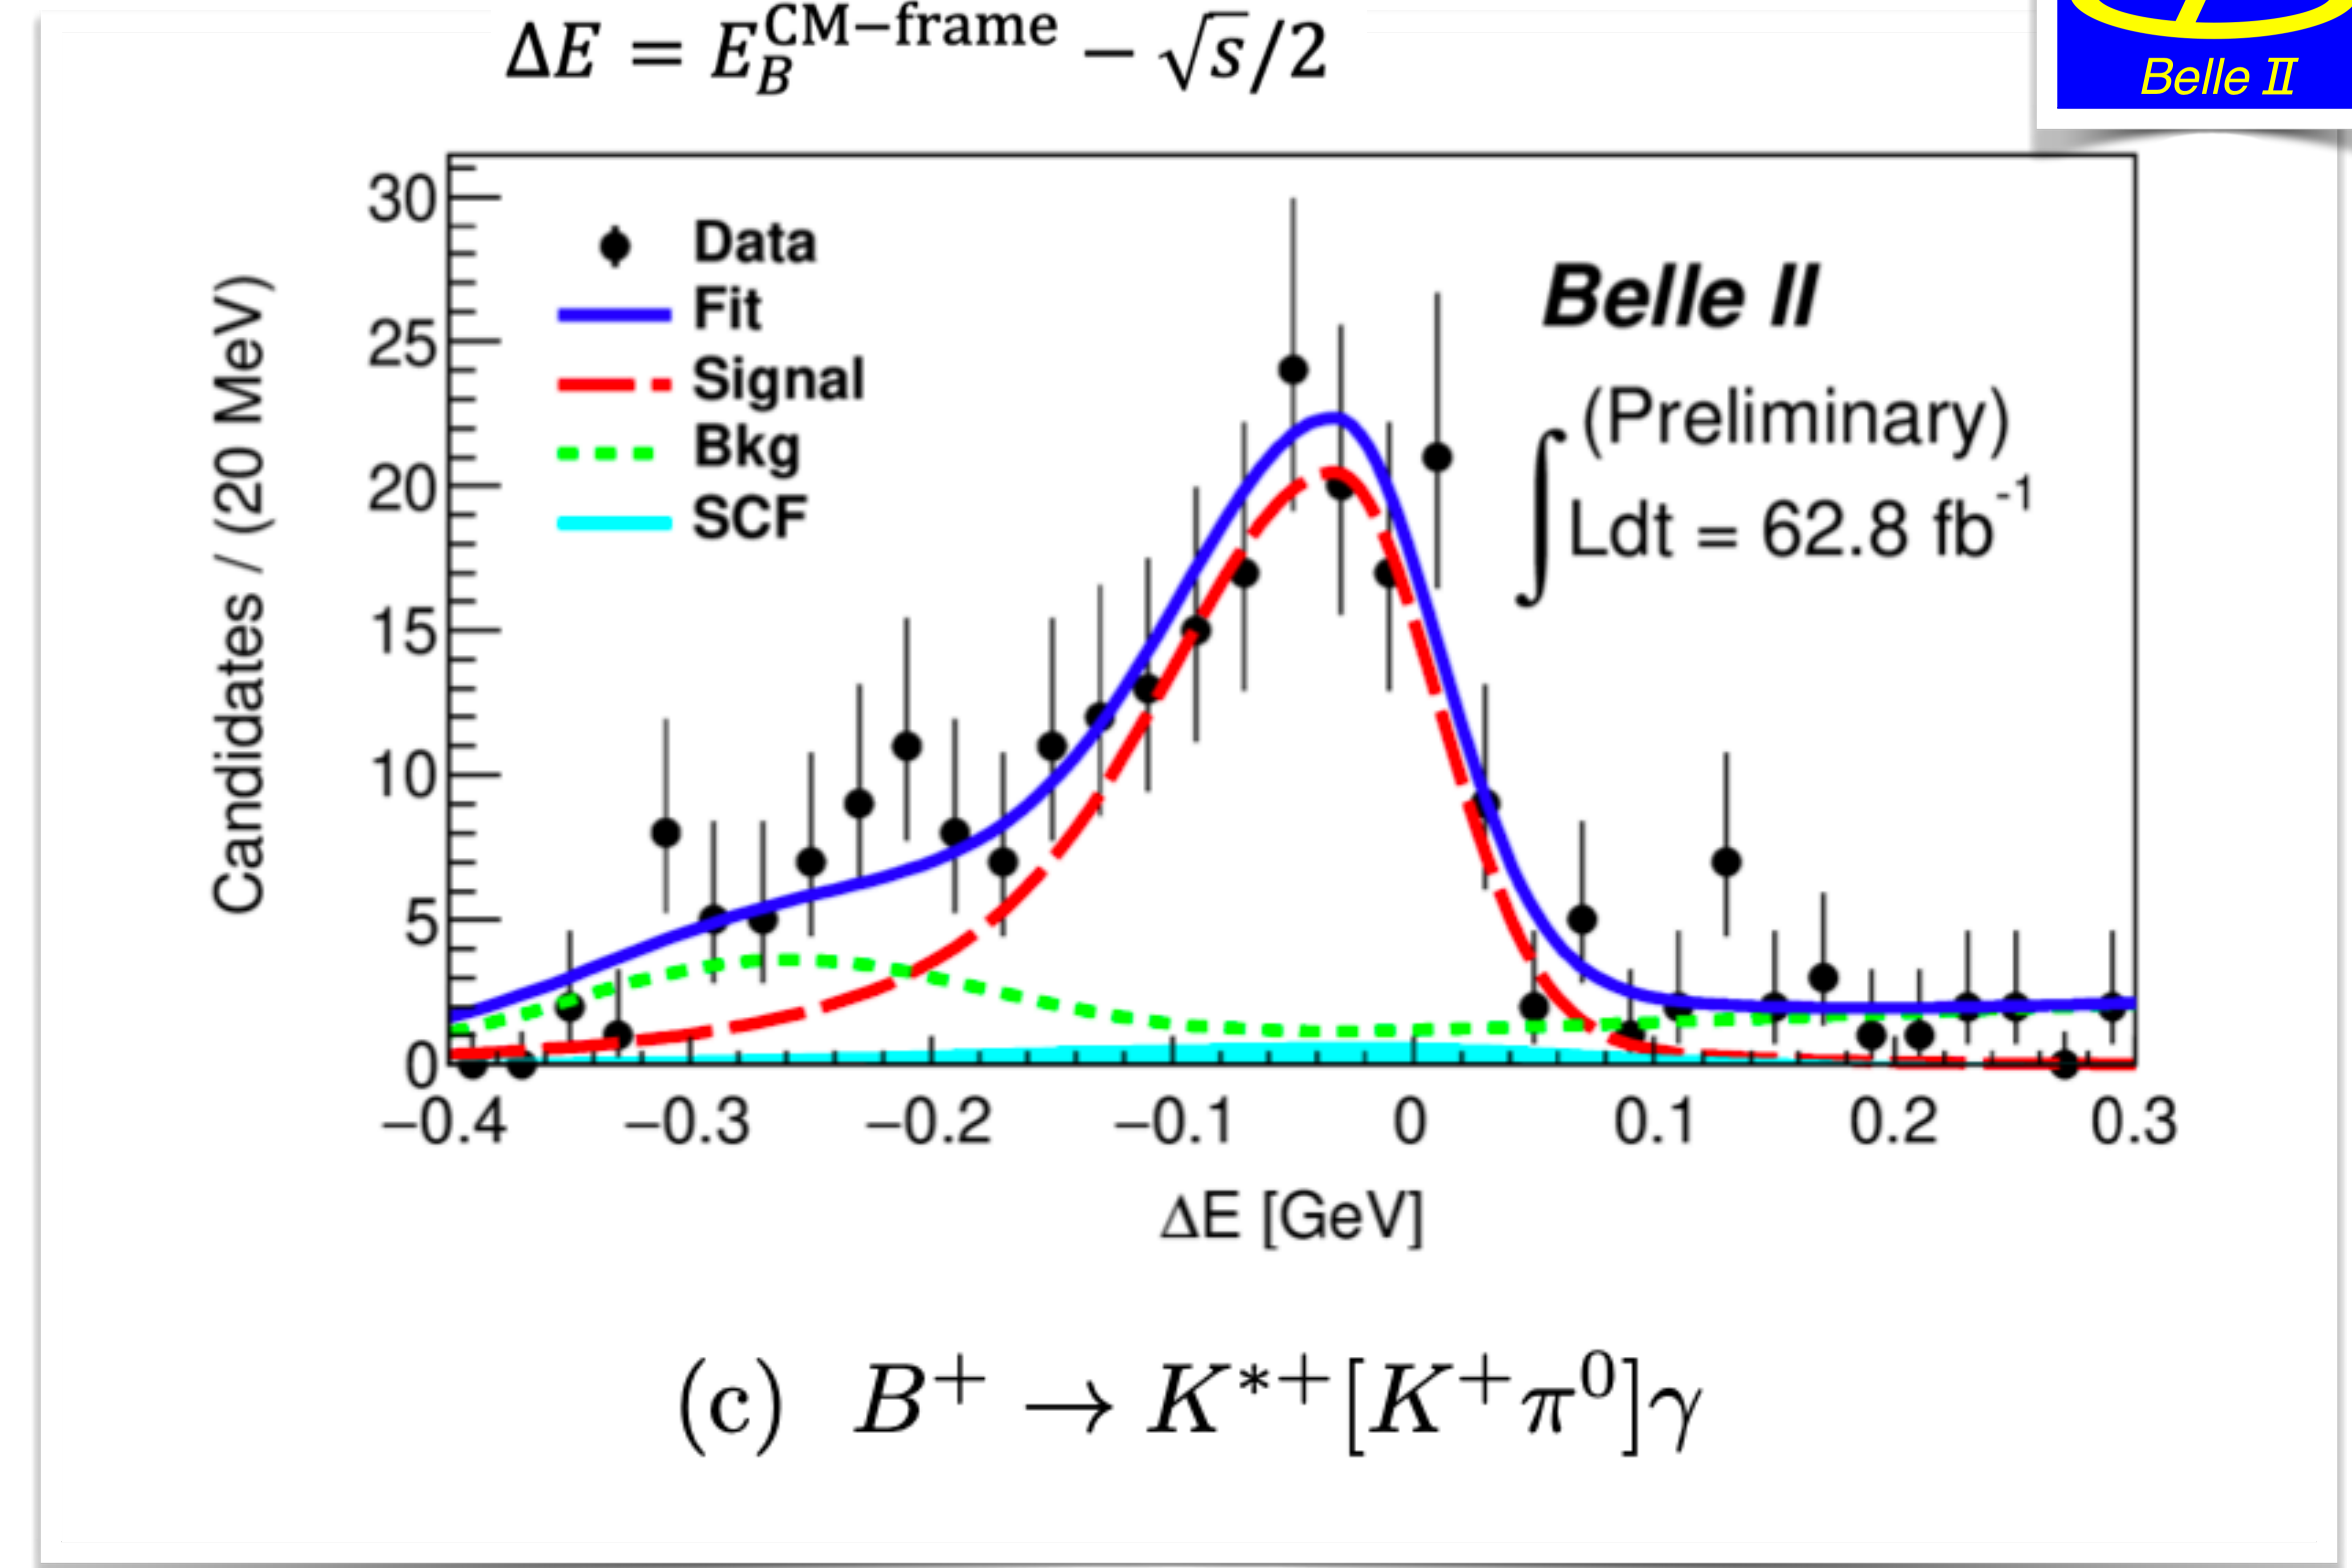 ΔE = E_B^{CM−frame} − √s/2
Belle II
30
25
20
15
10
5
0
Candidates / (20 MeV)
Data
Fit
Signal
Bkg
SCF
Belle II
(Preliminary)
∫ Ldt = 62.8 fb⁻¹
−0.4 −0.3 −0.2 −0.1 0 0.1 0.2 0.3
ΔE [GeV]
(c) B⁺ → K*⁺[K⁺π⁰]γ